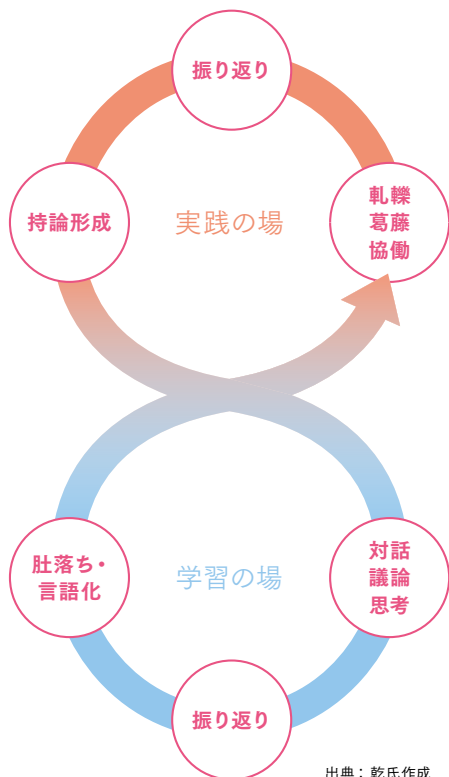 振り返り
持論形成
実践の場
軋轢
葛藤
協働
肚落ち・
言語化
学習の場
対話
議論
思考
振り返り
出典：乾氏作成